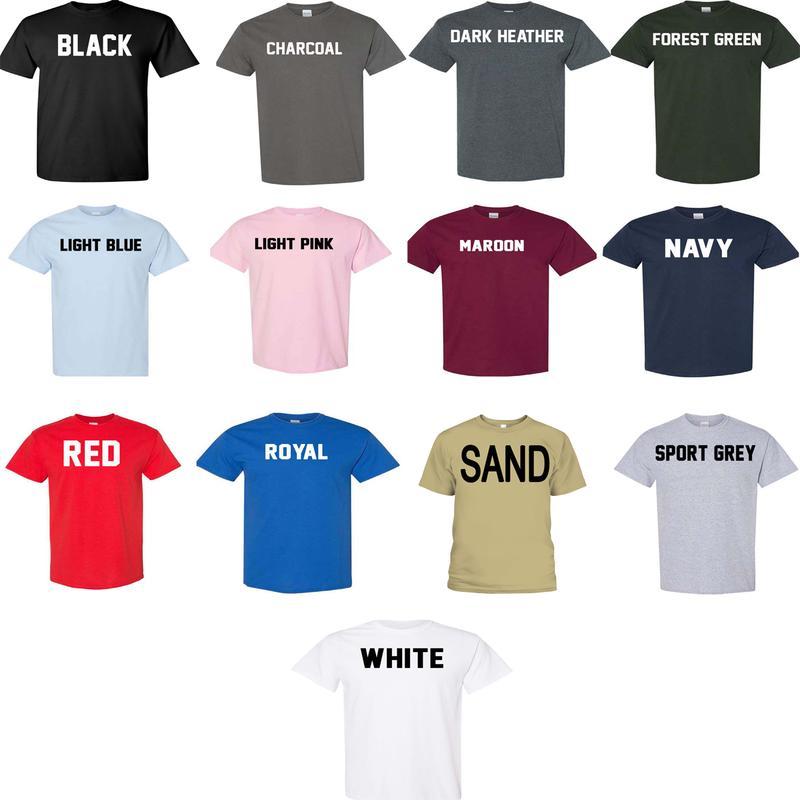 BLACK
CHARCOAL
DARK HEATHER
FOREST GREEN
LIGHT BLUE
LIGHT PINK
MAROON
NAVY
RED
ROYAL
SAND
SPORT GREY
WHITE